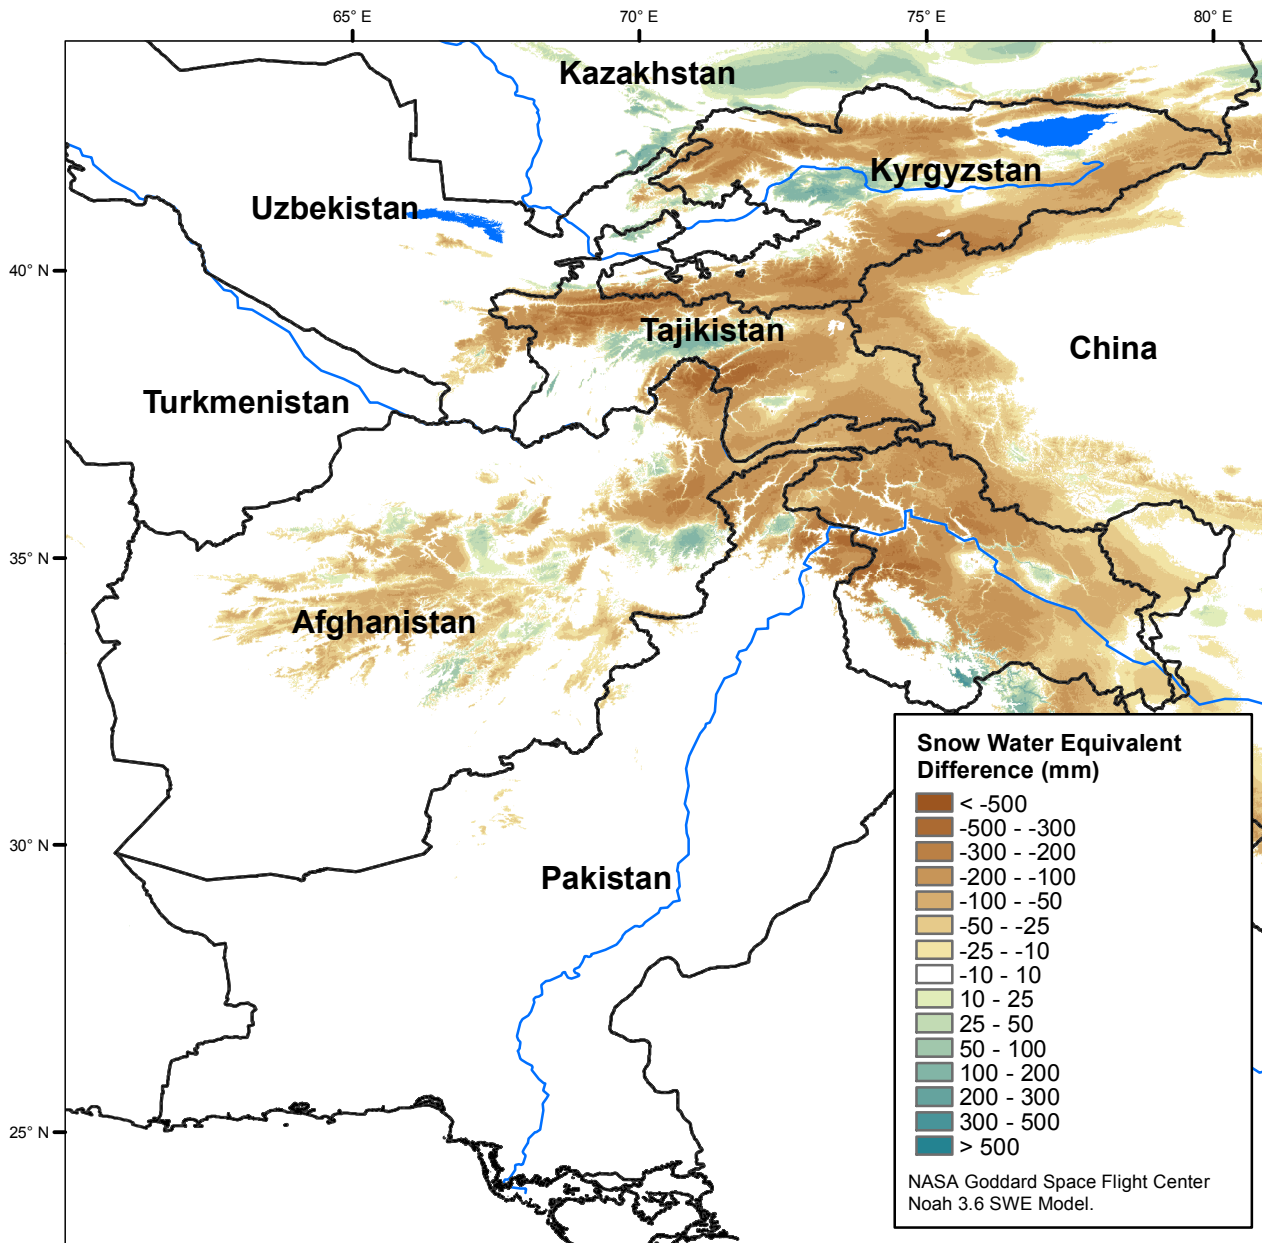 65° E
70° E
75° E
80° E
Kazakhstan
Kyrgyzstan
Uzbekistan
40° N
Tajikistan
China
Turkmenistan
35° N
Afghanistan
30° N
Pakistan
25° N
Snow Water Equivalent
Difference (mm)
< -500
-500 - -300
-300 - -200
-200 - -100
-100 - -50
-50 - -25
-25 - -10
-10 - 10
10 - 25
25 - 50
50 - 100
100 - 200
200 - 300
300 - 500
> 500
NASA Goddard Space Flight Center
Noah 3.6 SWE Model.